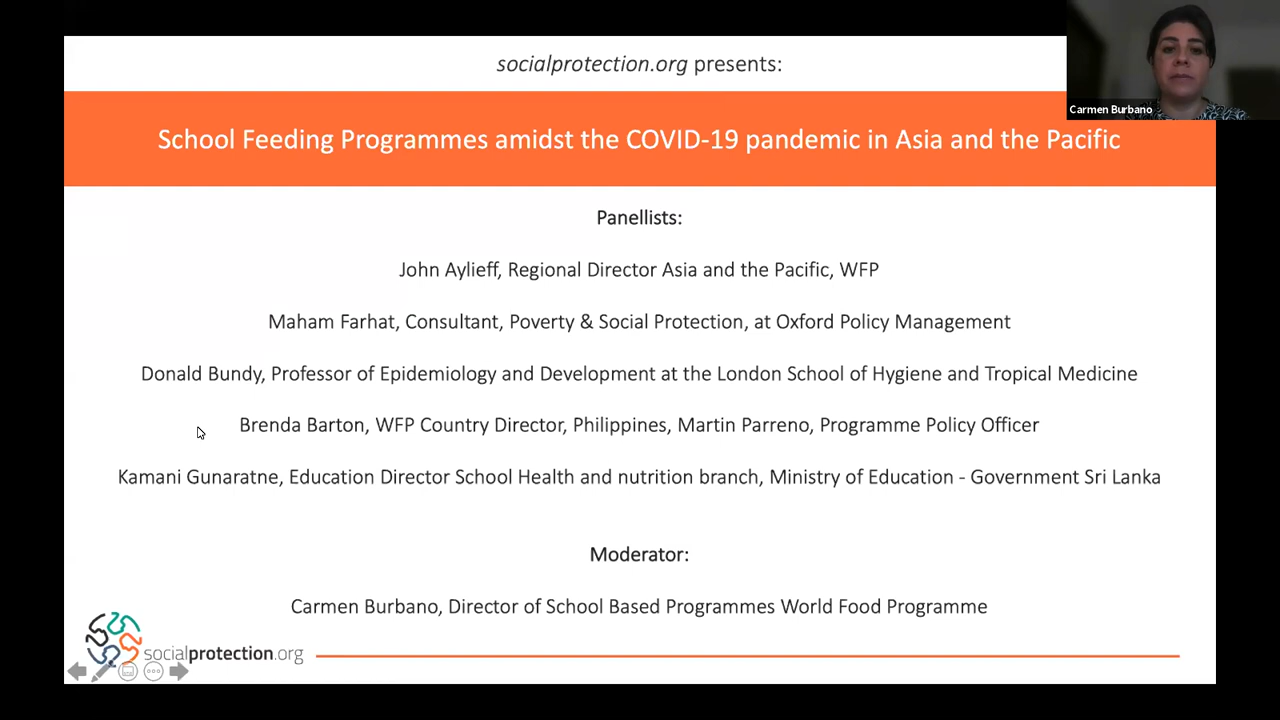 socialprotection.org presents:
Carmen Burbano
School Feeding Programmes amidst the COVID-19 pandemic in Asia and the Pacific
Panellists:
John Aylieff, Regional Director Asia and the Pacific, WFP
Maham Farhat, Consultant, Poverty & Social Protection, at Oxford Policy Management
Donald Bundy, Professor of Epidemiology and Development at the London School of Hygiene and Tropical Medicine
Brenda Barton, WFP Country Director, Philippines, Martin Parreno, Programme Policy Officer
Kamani Gunaratne, Education Director School Health and nutrition branch, Ministry of Education - Government Sri Lanka
Moderator:
Carmen Burbano, Director of School Based Programmes World Food Programme
socialprotection.org